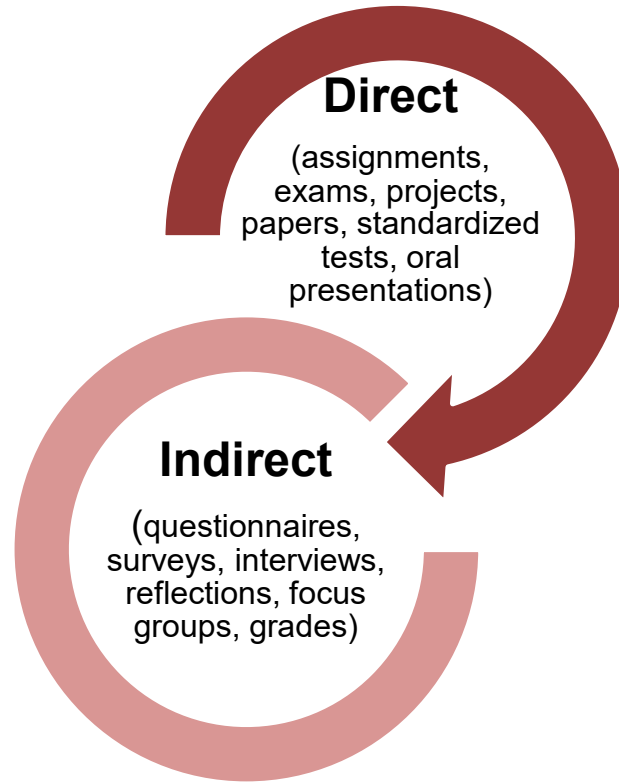 Direct
(assignments,
exams, projects,
papers, standardized
tests, oral
presentations)
Indirect
(questionnaires,
surveys, interviews,
reflections, focus
groups, grades)